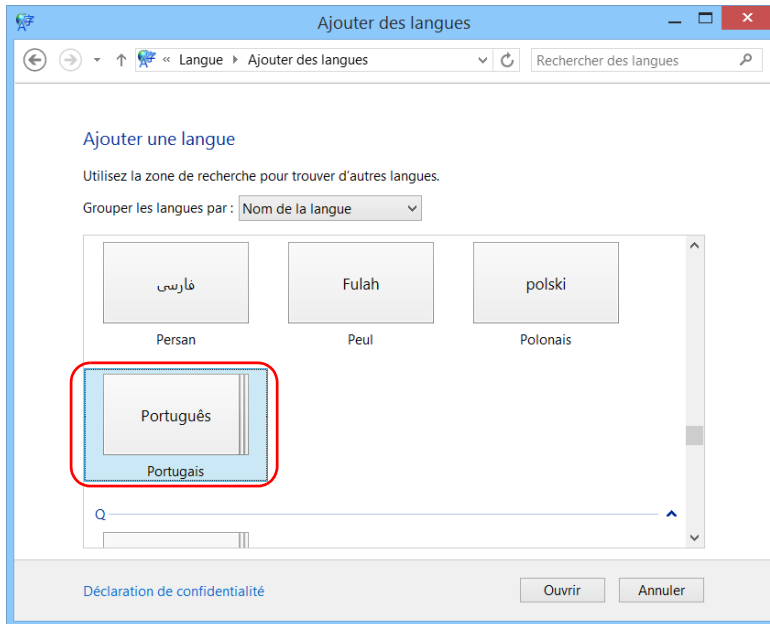 Ajouter des langues
« Langue Ajouter des langues
Rechercher des langues
Ajouter une langue
Utilisez la zone de recherche pour trouver d'autres langues.
Grouper les langues par : Nom de la langue
فارسی
Fulah
polski
Persan
Peul
Polonais
Português
Portugais
Q
Déclaration de confidentialité
Ouvrir
Annuler